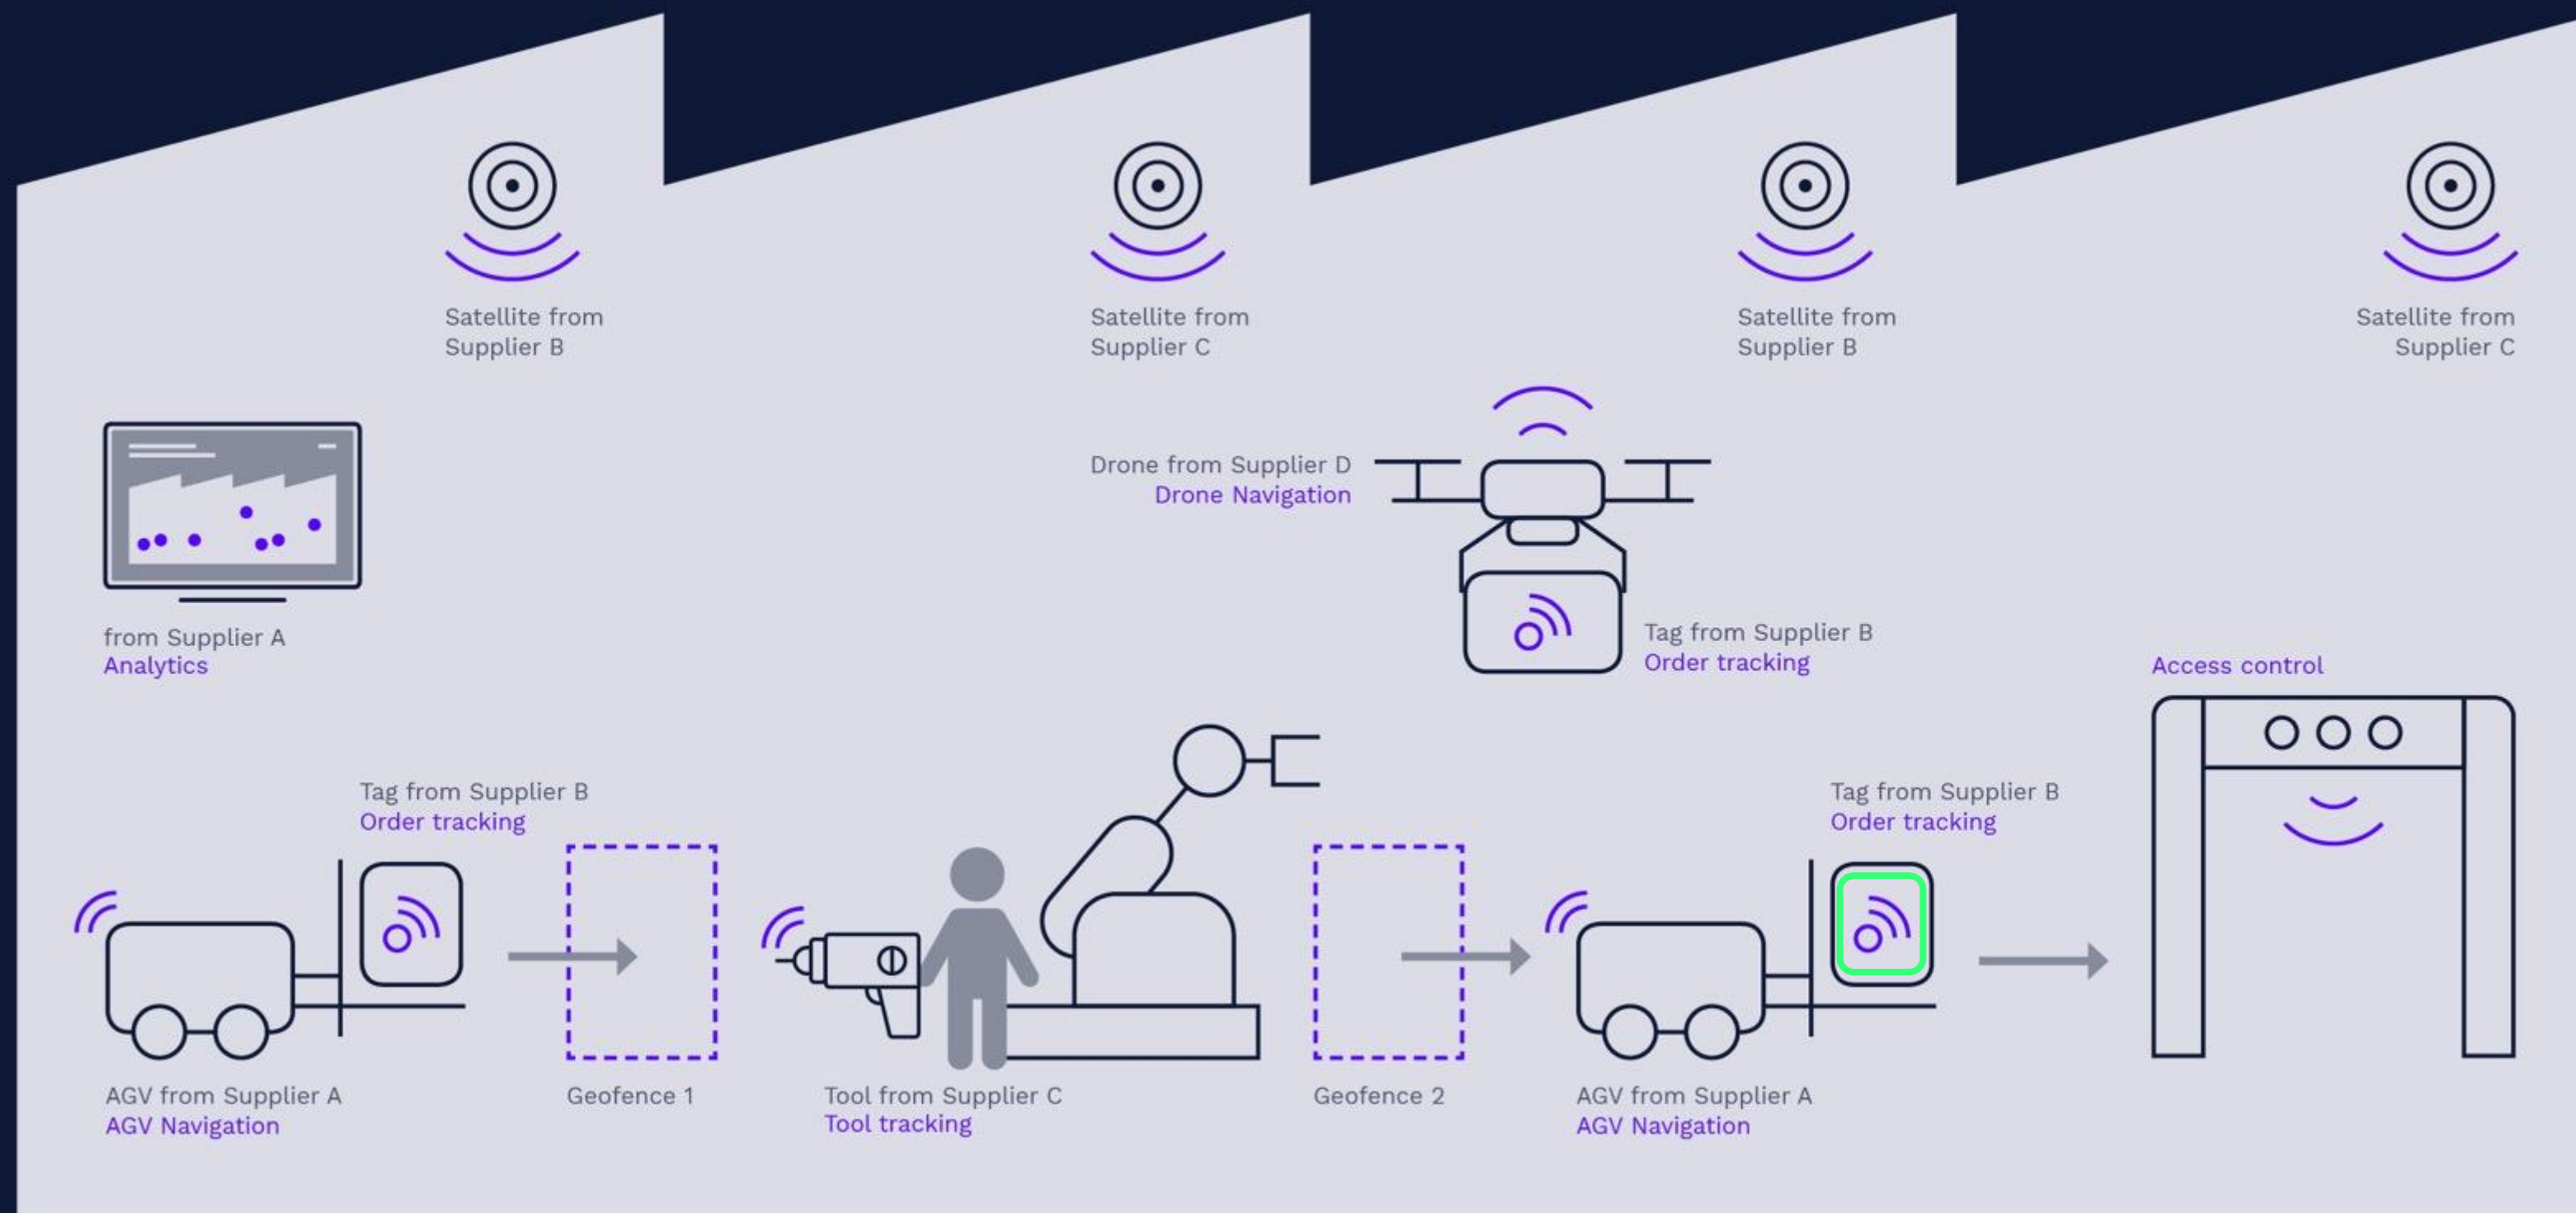 Satellite from
Supplier B
Satellite from
Supplier C
Satellite from
Supplier B
Satellite from
Supplier C
Drone from Supplier D
Drone Navigation
from Supplier A
Analytics
Tag from Supplier B
Order tracking
Access control
Tag from Supplier B
Order tracking
Tag from Supplier B
Order tracking
AGV from Supplier A
AGV Navigation
Geofence 1
Tool from Supplier C
Tool tracking
Geofence 2
AGV from Supplier A
AGV Navigation